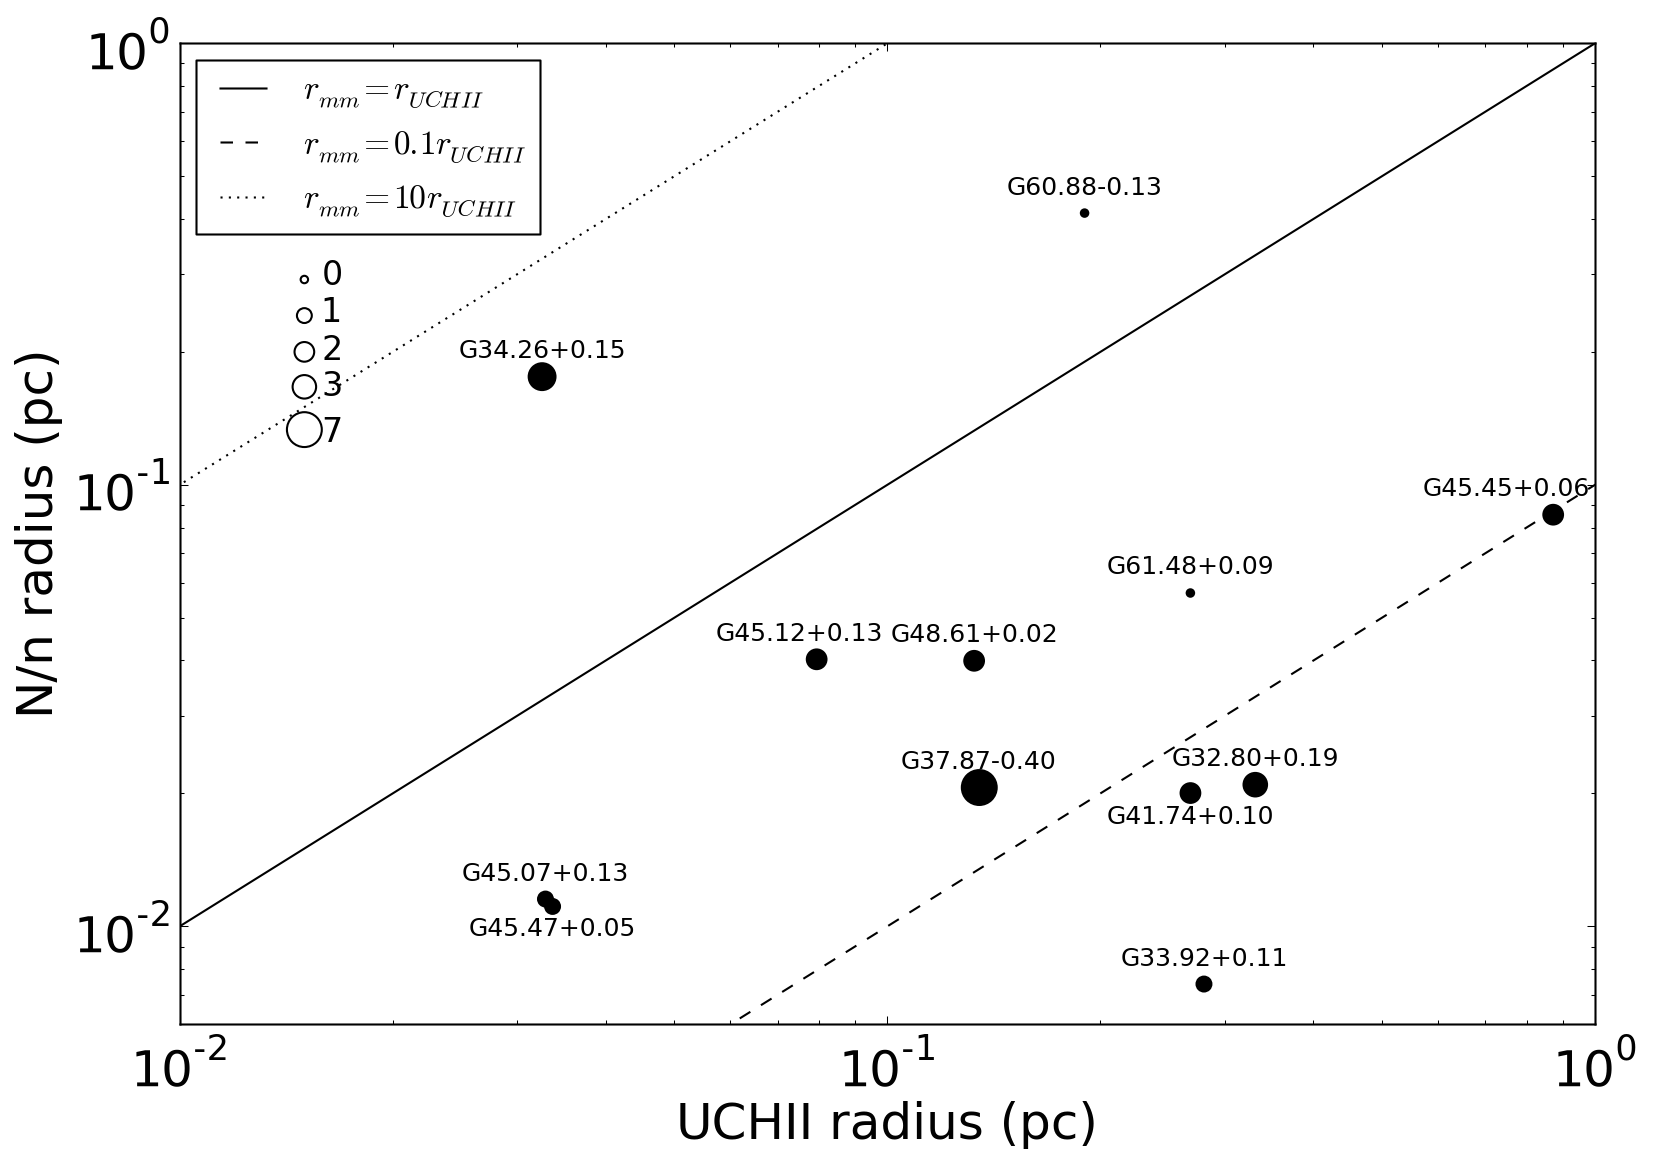 10^0
r_mm = r_UCHII
r_mm = 0.1r_UCHII
r_mm = 10r_UCHII
G60.88-0.13
0
1
2
G34.26+0.15
3
7
10^-1
G45.45+0.06
G61.48+0.09
G45.12+0.13 G48.61+0.02
G37.87-0.40 G32.80+0.19
G41.74+0.10
G45.07+0.13
G45.47+0.05
10^-2
G33.92+0.11
10^-2 10^-1 10^0
UCHII radius (pc)
N/n radius (pc)